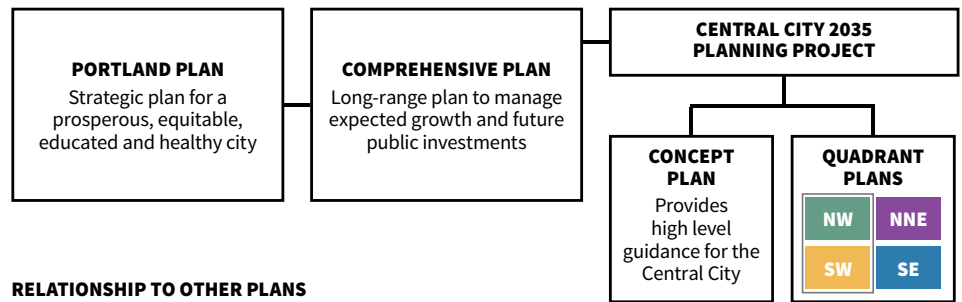 PORTLAND PLAN
Strategic plan for a
prosperous, equitable,
educated and healthy city
COMPREHENSIVE PLAN
Long-range plan to manage
expected growth and future
public investments
CENTRAL CITY 2035
PLANNING PROJECT
CONCEPT
PLAN
Provides
high level
guidance for the
Central City
QUADRANT
PLANS
NW
NNE
SW
SE
RELATIONSHIP TO OTHER PLANS